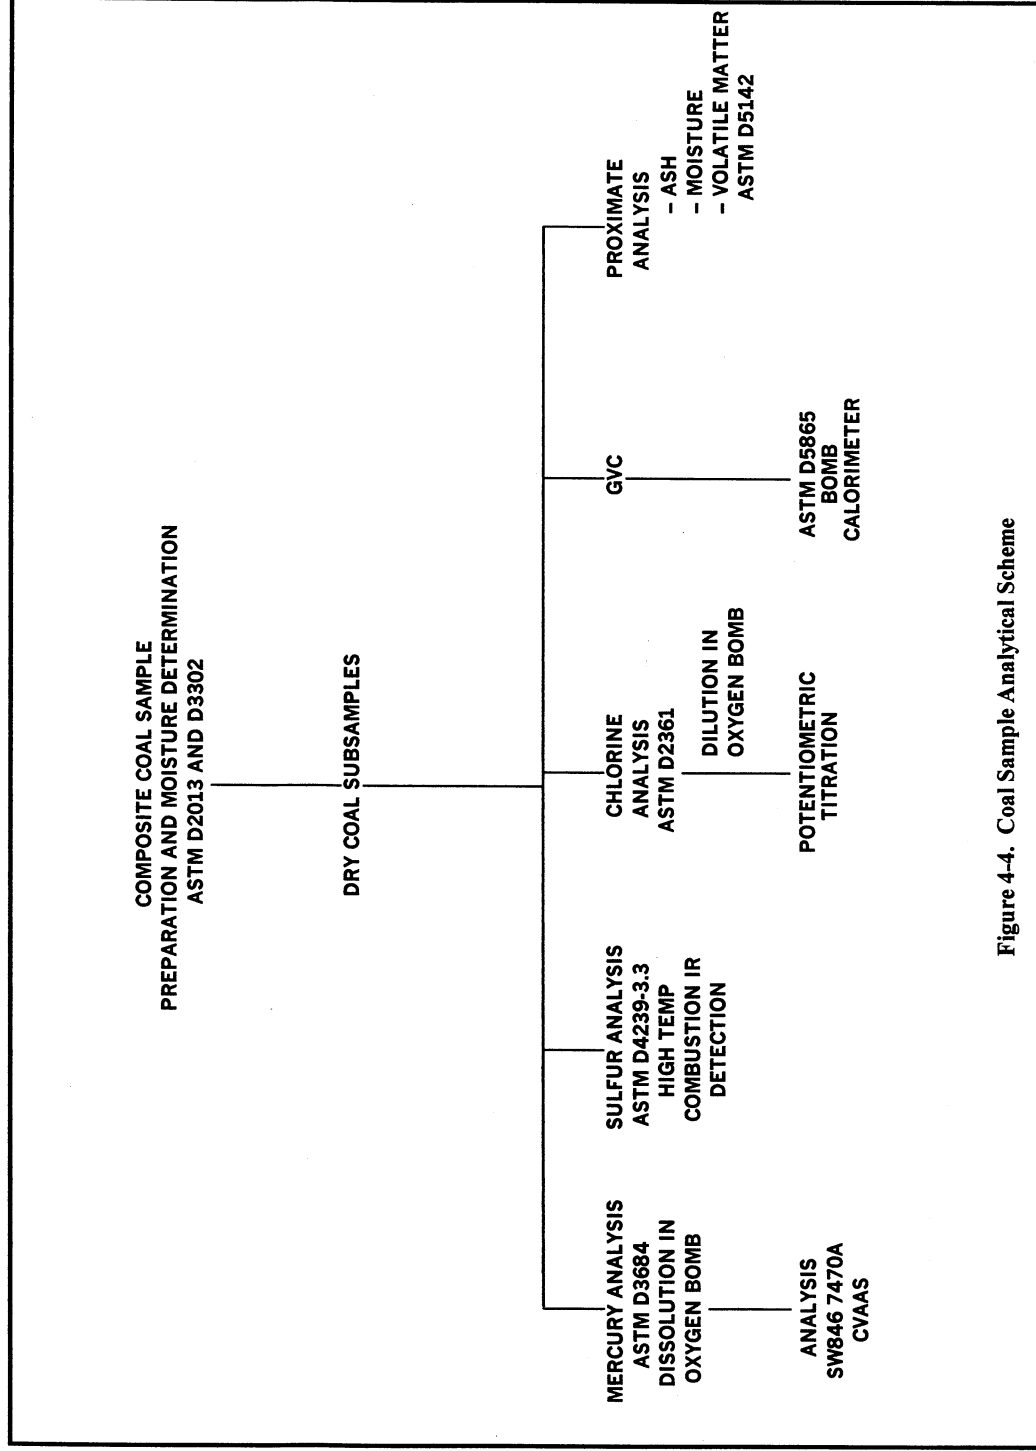 COMPOSITE COAL SAMPLE
PREPARATION AND MOISTURE DETERMINATION
ASTM D2013 AND D3302
DRY COAL SUBSAMPLES
MERCURY ANALYSIS
ASTM D3684
DISSOLUTION IN
OXYGEN BOMB
ANALYSIS
SW846 7470A
CVAAS
SULFUR ANALYSIS
ASTM D4239-3.3
HIGH TEMP
COMBUSTION IR
DETECTION
CHLORINE
ANALYSIS
ASTM D2361
DILUTION IN
OXYGEN BOMB
POTENTIOMETRIC
TITRATION
GVC
ASTM D5865
BOMB
CALORIMETER
PROXIMATE
ANALYSIS
– ASH
– MOISTURE
– VOLATILE MATTER
ASTM D5142
Figure 4-4. Coal Sample Analytical Scheme